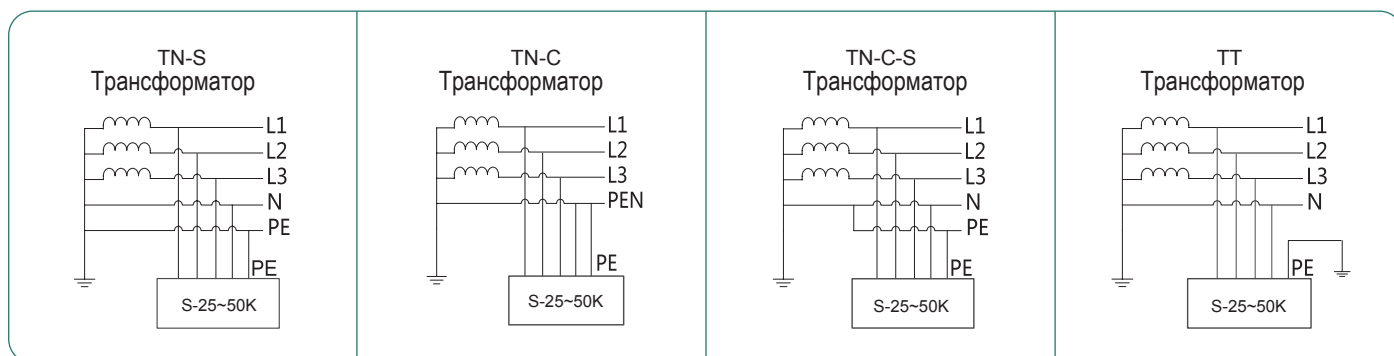 TN-S
Трансформатор
L1
L2
L3
N
PE
PE
S-25~50K
TN-C
Трансформатор
L1
L2
L3
PEN
PE
S-25~50K
TN-C-S
Трансформатор
L1
L2
L3
N
PE
PE
S-25~50K
TT
Трансформатор
L1
L2
L3
N
PE
S-25~50K